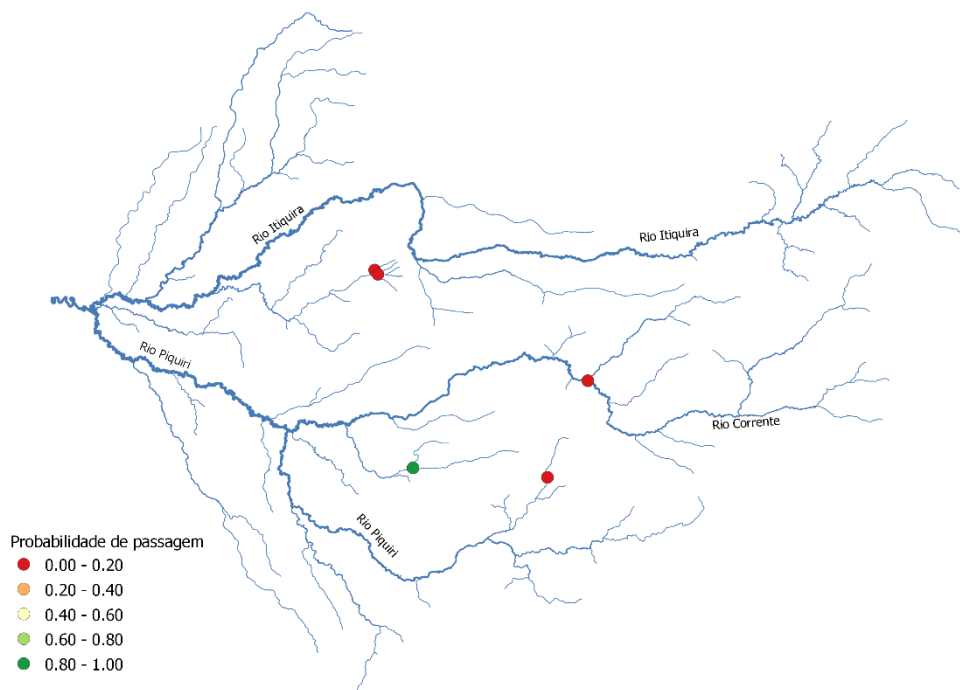 Rio Itiquira
Rio Itiquira
Rio Piquiri
Rio Corrente
Rio Piquiri
Probabilidade de passagem
0.00 - 0.20
0.20 - 0.40
0.40 - 0.60
0.60 - 0.80
0.80 - 1.00